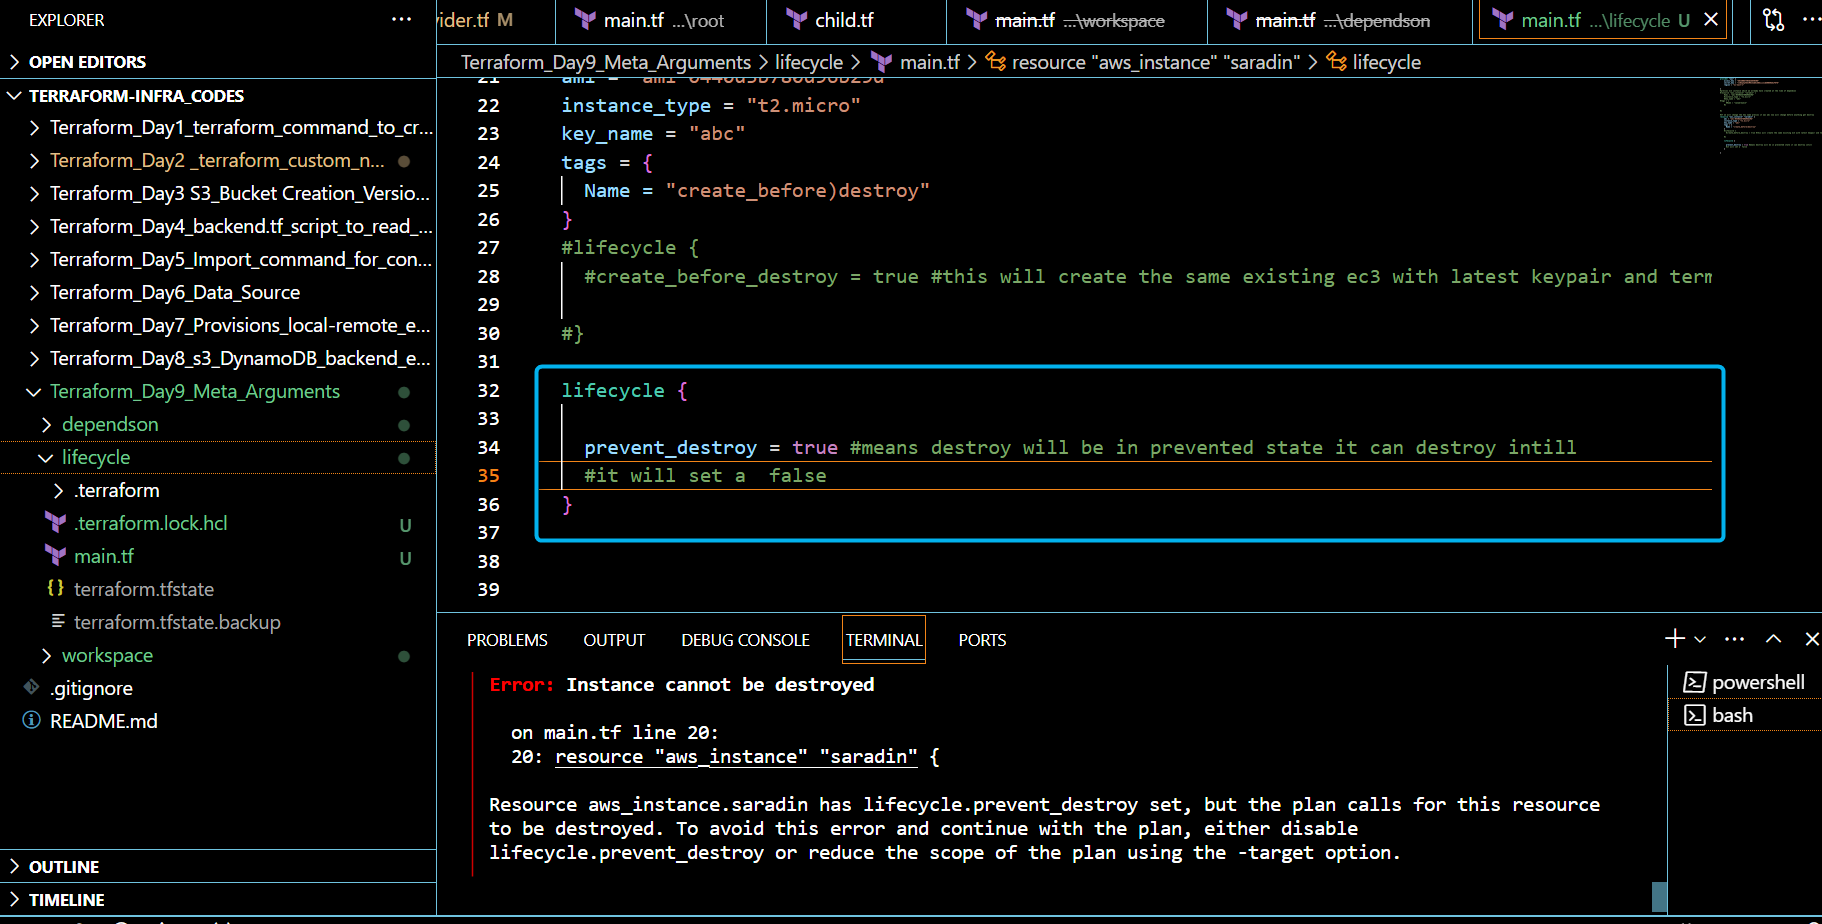 EXPLORER
OPEN EDITORS
TERRAFORM-INFRA_CODES
Terraform_Day1_terraform_command_to_cr...
Terraform_Day2 _terraform_custom_n...
Terraform_Day3 S3_Bucket Creation_Versio...
Terraform_Day4_backend.tf_script_to_read_...
Terraform_Day5_Import_command_for_con...
Terraform_Day6_Data_Source
Terraform_Day7_Provisions_local-remote_e...
Terraform_Day8_s3_DynamoDB_backend_e...
Terraform_Day9_Meta_Arguments
dependson
lifecycle
.terraform
.terraform.lock.hcl U
main.tf U
terraform.tfstate
terraform.tfstate.backup
workspace
.gitignore
README.md
OUTLINE
TIMELINE
vider.tf M main.tf ...\root child.tf main.tf ...\workspace main.tf ...\dependson main.tf ...\lifecycle U
Terraform_Day9_Meta_Arguments > lifecycle > main.tf > resource "aws_instance" "saradin" > lifecycle
22 instance_type = "t2.micro"
23 key_name = "abc"
24 tags = {
25 Name = "create_before)destroy"
26 }
27 #lifecycle {
28 #create_before_destroy = true #this will create the same existing ec3 with latest keypair and term
29
30 #}
31
32 lifecycle {
33
34 prevent_destroy = true #means destroy will be in prevented state it can destroy intill
35 #it will set a  false
36 }
37
38
39
PROBLEMS OUTPUT DEBUG CONSOLE TERMINAL PORTS
Error: Instance cannot be destroyed
on main.tf line 20:
20: resource "aws_instance" "saradin" {
Resource aws_instance.saradin has lifecycle.prevent_destroy set, but the plan calls for this resource
to be destroyed. To avoid this error and continue with the plan, either disable
lifecycle.prevent_destroy or reduce the scope of the plan using the -target option.
powershell
bash